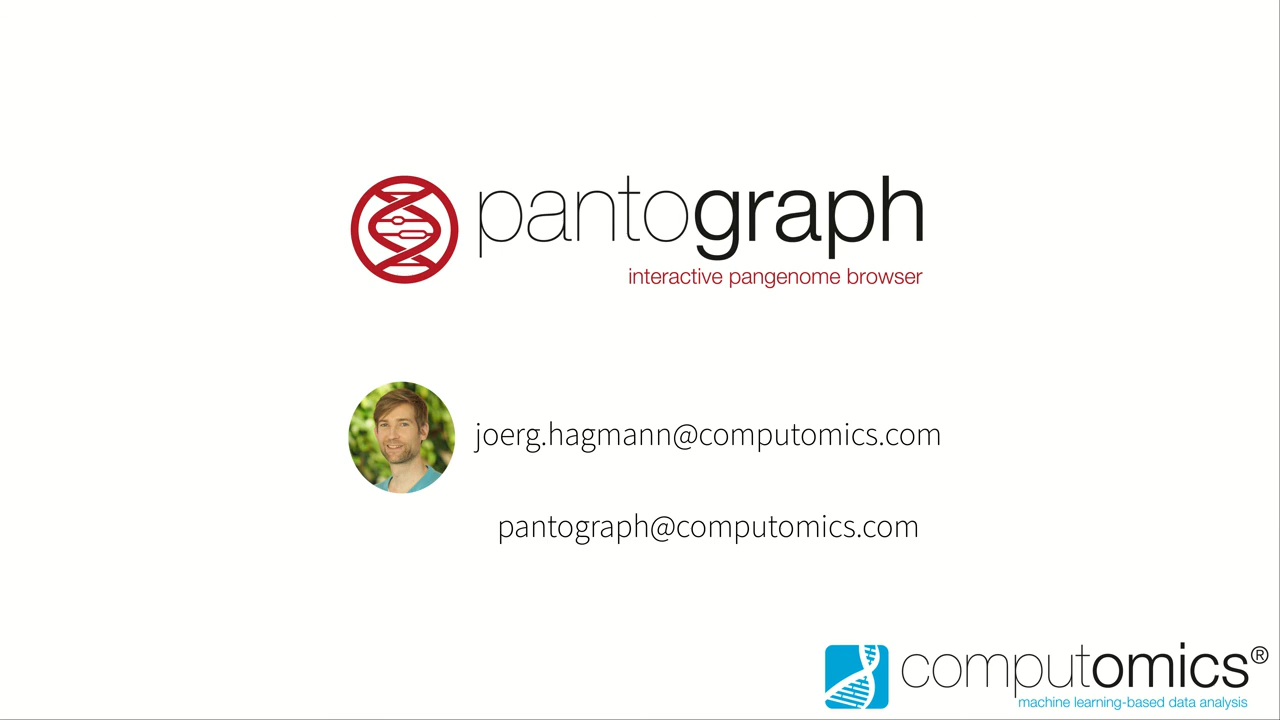 pantograph
interactive pangenome browser
joerg.hagmann@computomics.com
pantograph@computomics.com
computomics®
machine learning-based data analysis